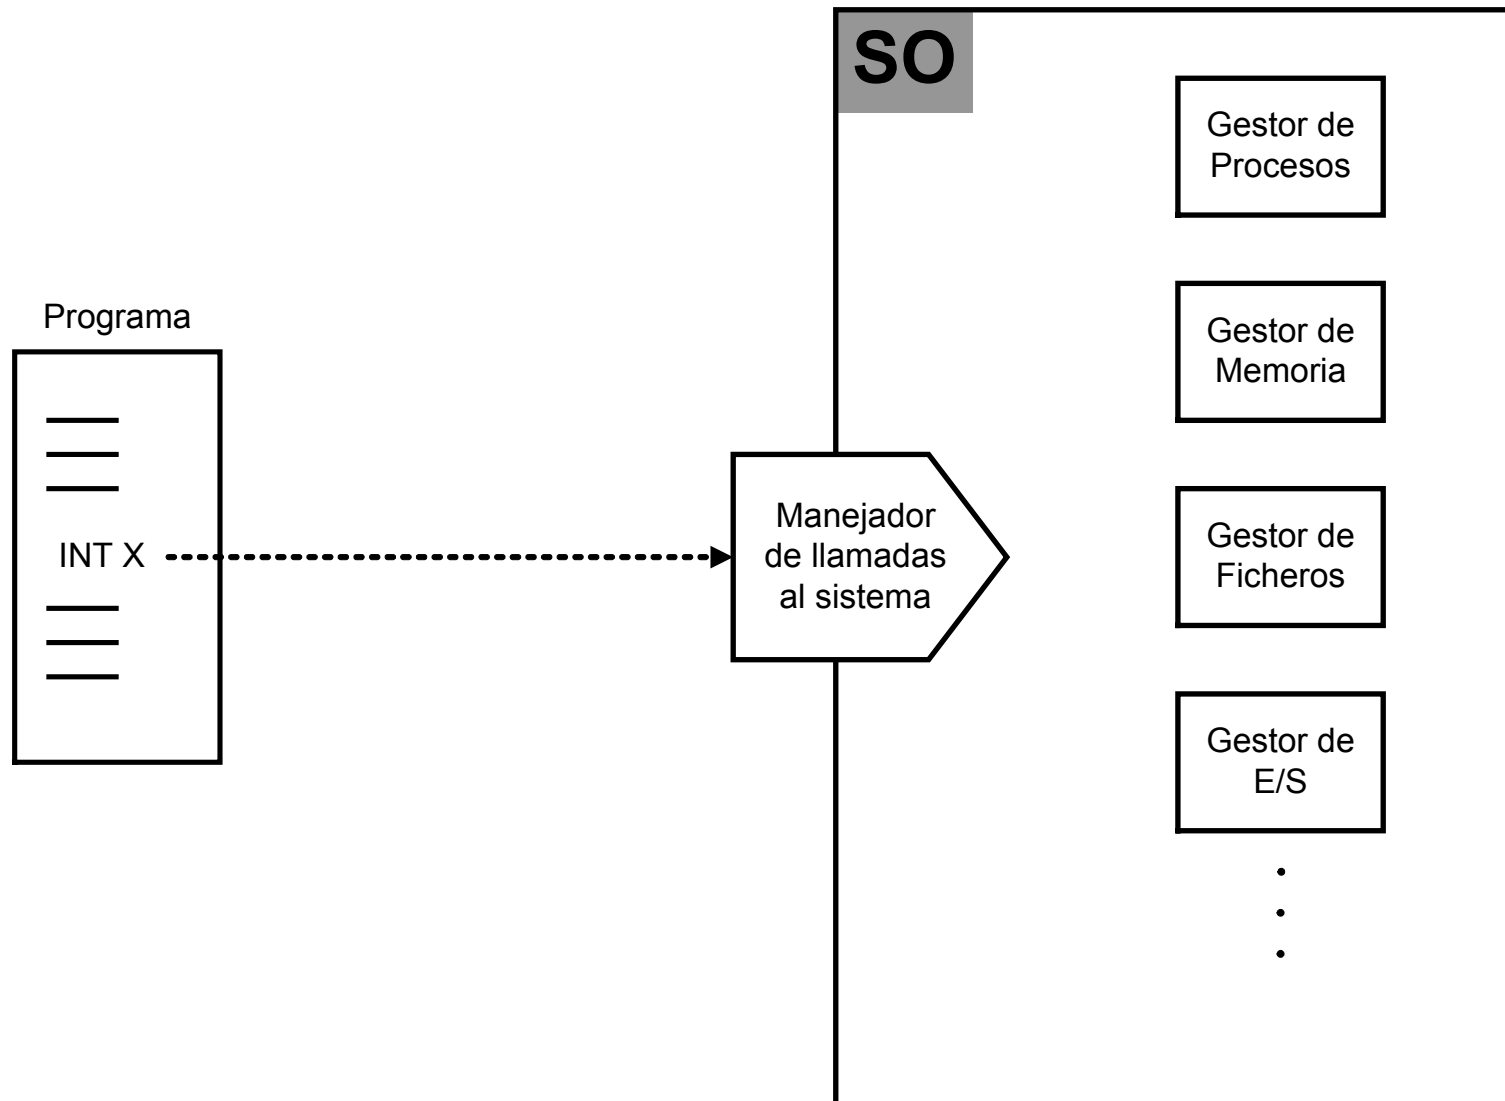 SO
Gestor de
Procesos
Gestor de
Memoria
Programa
INT X
Manejador
de llamadas
al sistema
Gestor de
Ficheros
Gestor de
E/S